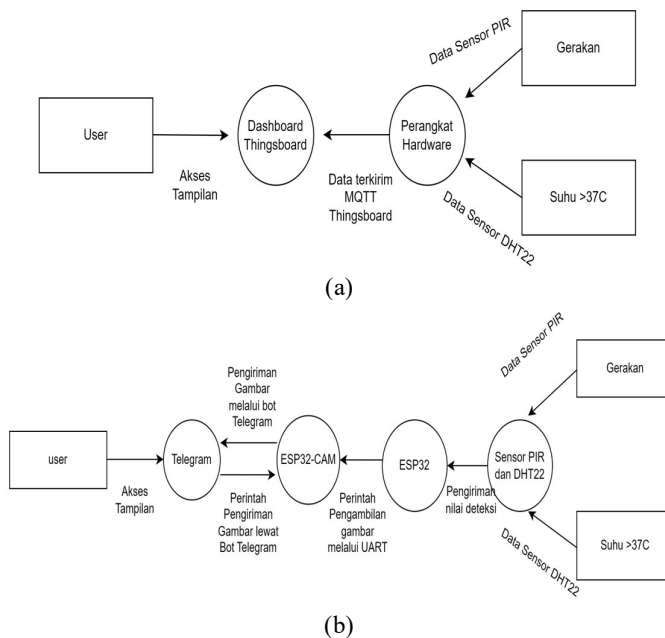 Data Sensor PIR
Gerakan
User
Dashboard
Thingsboard
Perangkat
Hardware
Akses
Tampilan
Data terkirim
MQTT
Thingsboard
Data Sensor DHT22
Suhu >37C
(a)
Data Sensor PIR
Gerakan
Pengiriman
Gambar
melalui bot
Telegram
user
Telegram
ESP32-CAM
ESP32
Sensor PIR
dan DHT22
Akses
Tampilan
Perintah
Pengiriman
Gambar lewat
Bot Telegram
Perintah
Pengambilan
gambar
melalui UART
Pengiriman
nilai deteksi
Data Sensor DHT22
Suhu >37C
(b)